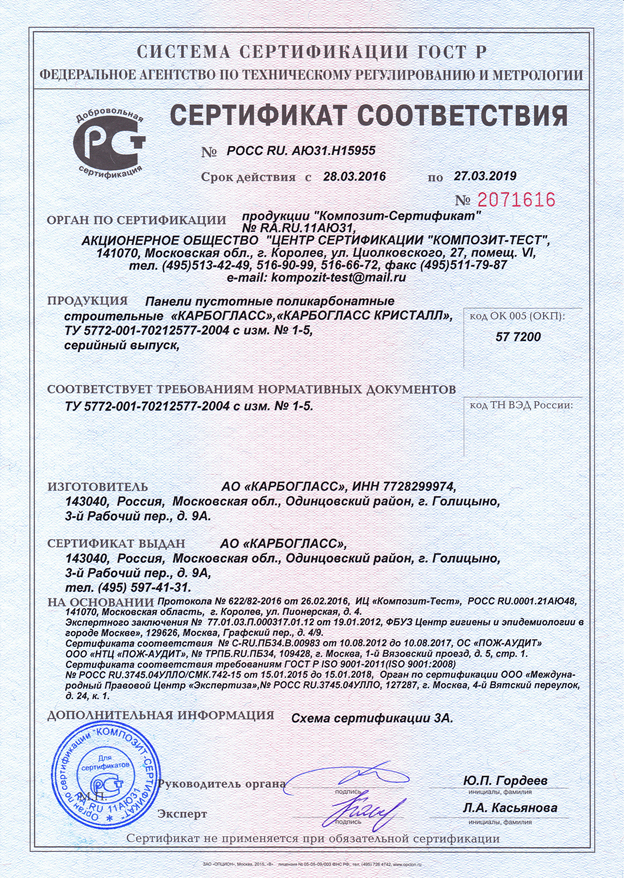 СИСТЕМА СЕРТИФИКАЦИИ ГОСТ Р
ФЕДЕРАЛЬНОЕ АГЕНТСТВО ПО ТЕХНИЧЕСКОМУ РЕГУЛИРОВАНИЮ И МЕТРОЛОГИИ
Добровольная
РСТ
сертификация
СЕРТИФИКАТ СООТВЕТСТВИЯ
№ РОСС RU. АЮ31.Н15955
Срок действия с 28.03.2016 по 27.03.2019
№ 2071616
ОРГАН ПО СЕРТИФИКАЦИИ продукции "Композит-Сертификат"
№ RA.RU.11АЮ31,
АКЦИОНЕРНОЕ ОБЩЕСТВО "ЦЕНТР СЕРТИФИКАЦИИ "КОМПОЗИТ-ТЕСТ",
141070, Московская обл., г. Королев, ул. Циолковского, 27, помещ. VI,
тел. (495)513-42-49, 516-90-99, 516-66-72, факс (495)511-79-87
e-mail: kompozit-test@mail.ru
ПРОДУКЦИЯ Панели пустотные поликарбонатные
строительные «КАРБОГЛАСС»,«КАРБОГЛАСС КРИСТАЛЛ»,
ТУ 5772-001-70212577-2004 с изм. № 1-5,
серийный выпуск,
код ОК 005 (ОКП):
57 7200
СООТВЕТСТВУЕТ ТРЕБОВАНИЯМ НОРМАТИВНЫХ ДОКУМЕНТОВ
ТУ 5772-001-70212577-2004 с изм. № 1-5.
код ТН ВЭД России:
ИЗГОТОВИТЕЛЬ АО «КАРБОГЛАСС», ИНН 7728299974,
143040, Россия, Московская обл., Одинцовский район, г. Голицыно,
3-й Рабочий пер., д. 9А.
СЕРТИФИКАТ ВЫДАН АО «КАРБОГЛАСС»,
143040, Россия, Московская обл., Одинцовский район, г. Голицыно,
3-й Рабочий пер., д. 9А,
тел. (495) 597-41-31.
НА ОСНОВАНИИ Протокола № 622/82-2016 от 26.02.2016, ИЦ «Композит-Тест», РОСС RU.0001.21АЮ48,
141070, Московская область, г. Королев, ул. Пионерская, д. 4.
Экспертного заключения № 77.01.03.П.000317.01.12 от 19.01.2012, ФБУЗ Центр гигиены и эпидемиологии в
городе Москве», 129626, Москва, Графский пер., д. 4/9.
Сертификата соответствия № C-RU.ПБ34.В.00983 от 10.08.2012 до 10.08.2017, ОС «ПОЖ-АУДИТ»
ООО «НТЦ «ПОЖ-АУДИТ», № ТРПБ.RU.ПБ34, 109428, г. Москва, 1-й Вязовский проезд, д. 5, стр. 1.
Сертификата соответствия требованиям ГОСТ Р ISO 9001-2011(ISO 9001:2008)
№ РОСС RU.3745.04УЛЛО/СМК.742-15 от 15.01.2015 до 15.01.2018, Орган по сертификации ООО «Междуна-
родный Правовой Центр «Экспертиза»,№ РОСС RU.3745.04УЛЛО, 127287, г. Москва, 4-й Вятский переулок,
д. 24, к. 1.
ДОПОЛНИТЕЛЬНАЯ ИНФОРМАЦИЯ Схема сертификации 3А.
Орган по сертификации "КОМПОЗИТ-СЕРТИФИКАТ"
Для
сертификатов
РСТ
RA RU 11АЮ31
М.П.
Руководитель органа
подпись
Ю.П. Гордеев
инициалы, фамилия
Эксперт
подпись
Л.А. Касьянова
инициалы, фамилия
Сертификат не применяется при обязательной сертификации